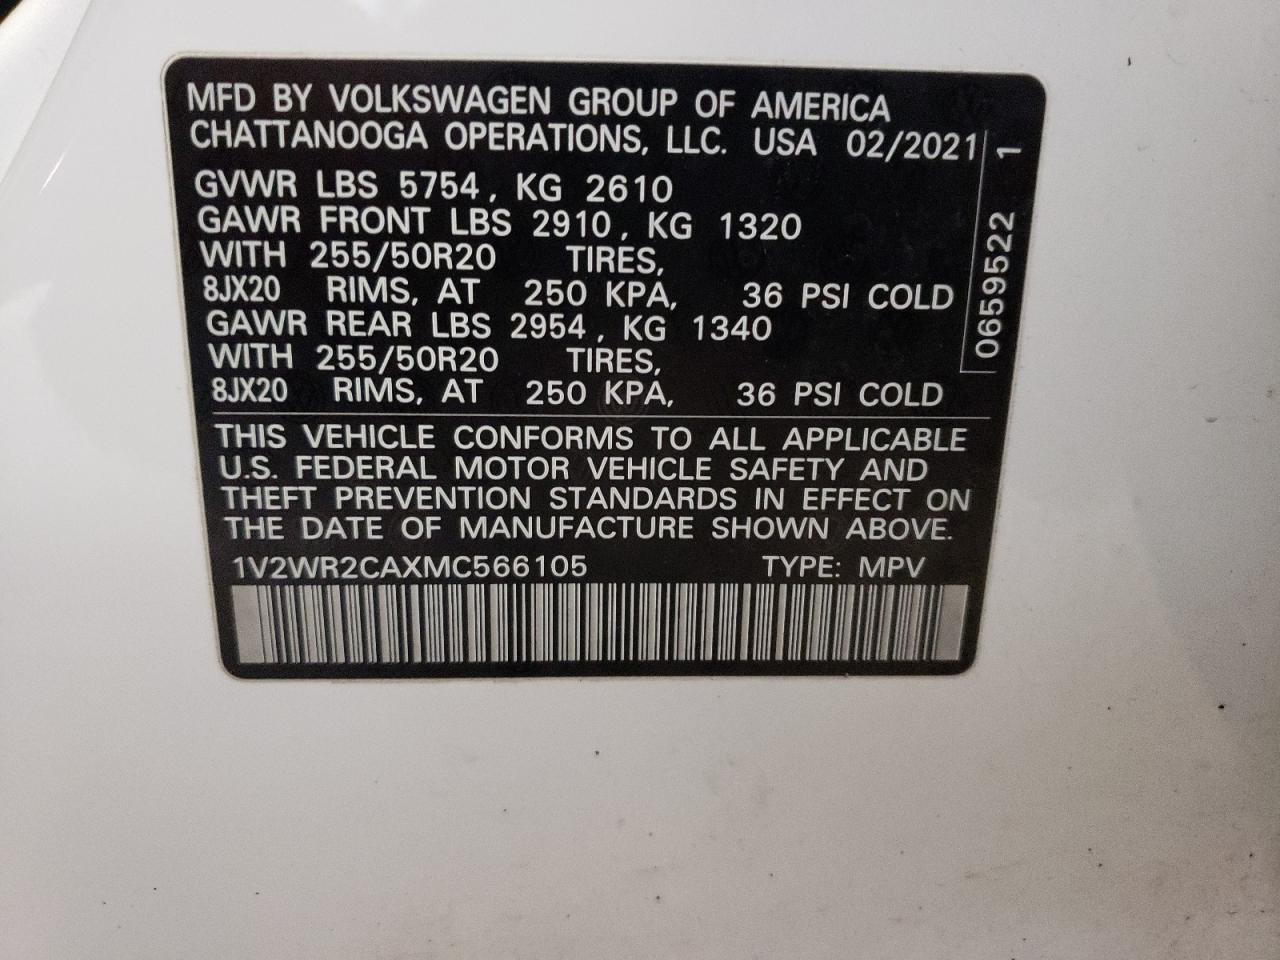 MFD BY VOLKSWAGEN GROUP OF AMERICA
CHATTANOOGA OPERATIONS, LLC. USA 02/2021
GVWR LBS 5754, KG 2610
GAWR FRONT LBS 2910, KG 1320
WITH 255/50R20 TIRES,
8JX20 RIMS, AT 250 KPA, 36 PSI COLD
GAWR REAR LBS 2954, KG 1340
WITH 255/50R20 TIRES,
8JX20 RIMS, AT 250 KPA, 36 PSI COLD
0659522 1
THIS VEHICLE CONFORMS TO ALL APPLICABLE
U.S. FEDERAL MOTOR VEHICLE SAFETY AND
THEFT PREVENTION STANDARDS IN EFFECT ON
THE DATE OF MANUFACTURE SHOWN ABOVE.
1V2WR2CAXMC566105 TYPE: MPV